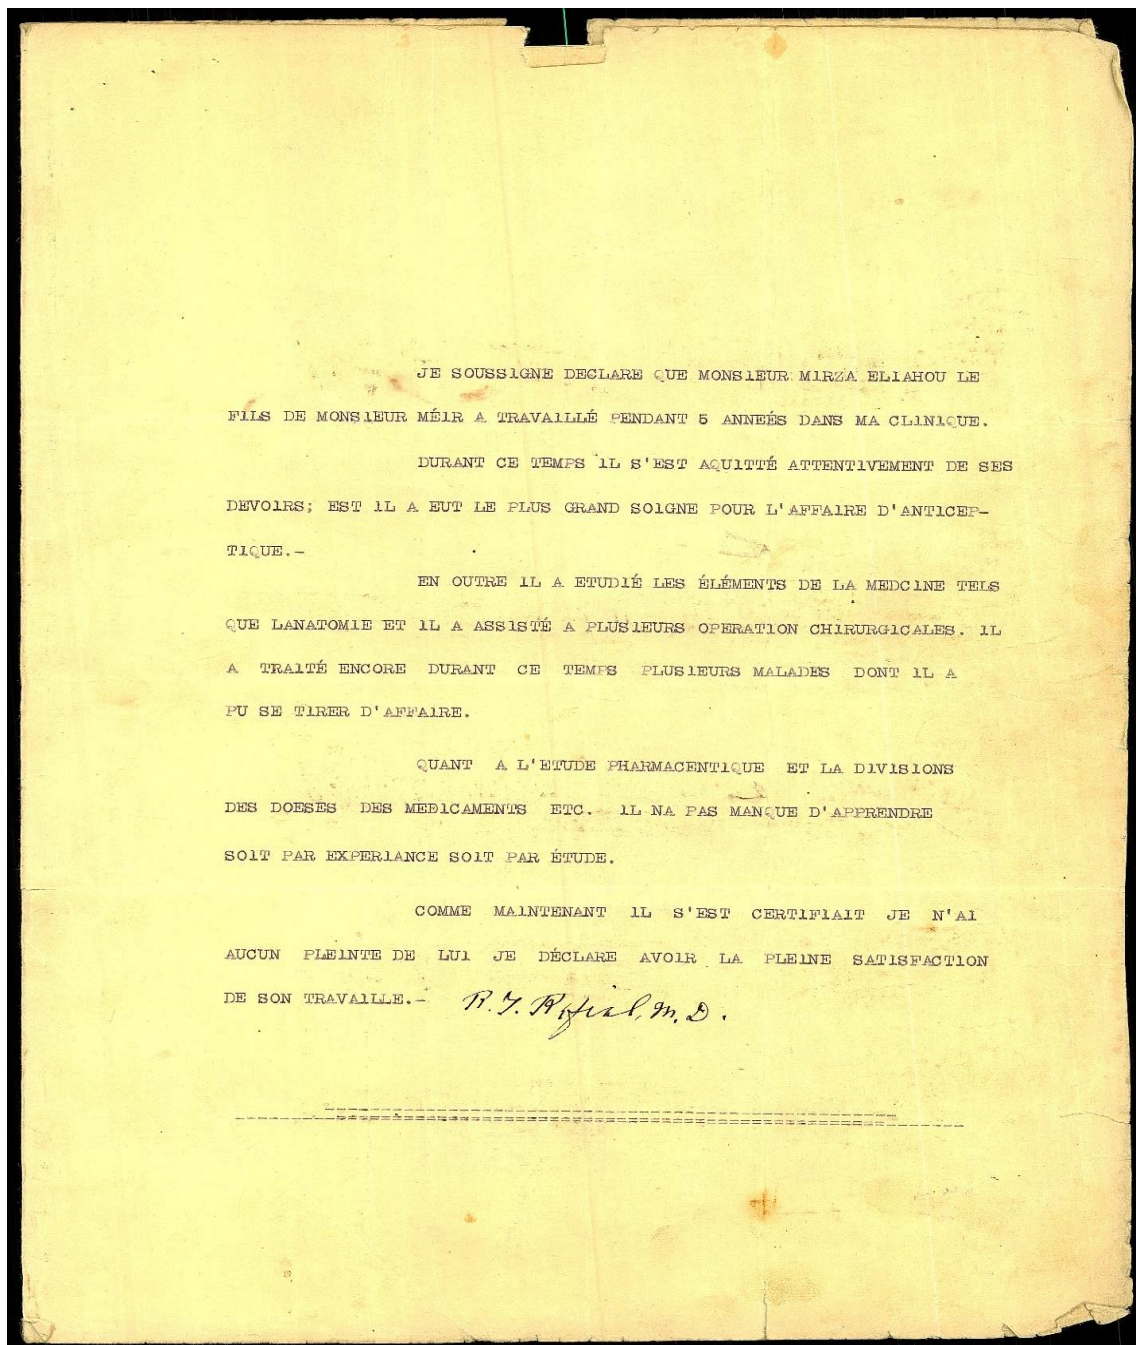 JE SOUSSIGNE DECLARE QUE MONSIEUR MIRZA ELIAHOU LE
FILS DE MONSIEUR MÉIR A TRAVAILLÉ PENDANT 5 ANNEÉS DANS MA CLINIQUE.
DURANT CE TEMPS IL S'EST AQUITTÉ ATTENTIVEMENT DE SES
DEVOIRS; EST IL A EUT LE PLUS GRAND SOIGNE POUR L'AFFAIRE D'ANTICEP-
TIQUE.-
EN OUTRE IL A ETUDIÉ LES ÉLÉMENTS DE LA MEDCINE TELS
QUE LANATOMIE ET IL A ASSISTÉ A PLUSIEURS OPERATION CHIRURGICALES. IL
A TRAITÉ ENCORE DURANT CE TEMPS PLUSIEURS MALADES DONT IL A
PU SE TIRER D'AFFAIRE.
QUANT A L'ETUDE PHARMACENTIQUE ET LA DIVISIONS
DES DOESES DES MEDICAMENTS ETC. IL NA PAS MANQUE D'APPRENDRE
SOIT PAR EXPERIANCE SOIT PAR ÉTUDE.
COMME MAINTENANT IL S'EST CERTIFIAIT JE N'AI
AUCUN PLEINTE DE LUI JE DÉCLARE AVOIR LA PLEINE SATISFACTION
DE SON TRAVAILLE.- M.D.